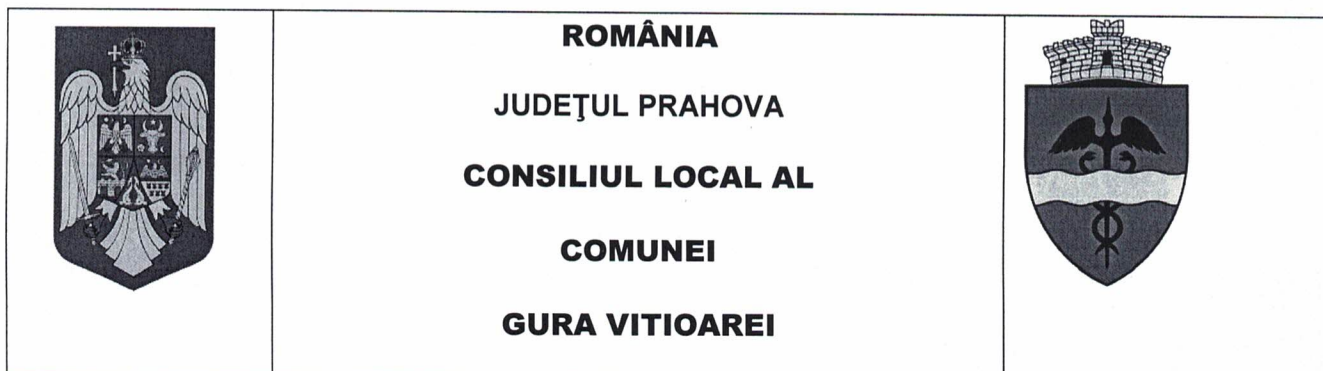 ROMÂNIA
JUDEŢUL PRAHOVA
CONSILIUL LOCAL AL
COMUNEI
GURA VITIOAREI